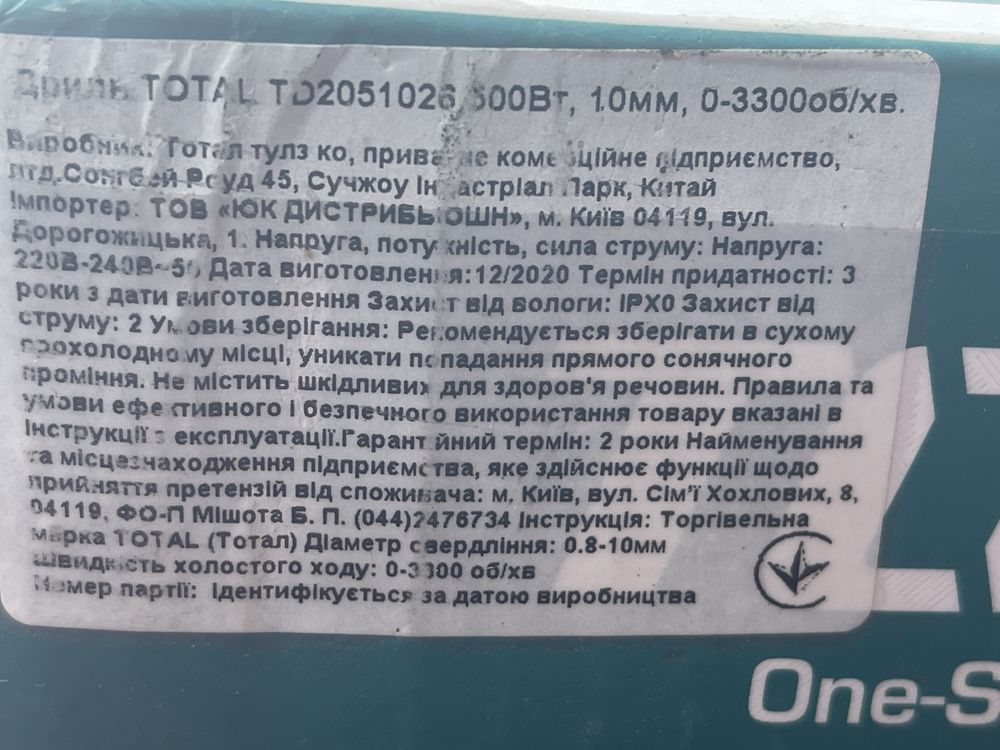 Дриль TOTAL TD2051026 500Вт, 10мм, 0-3300об/хв.
Виробник: Тотал тулз ко, приватне комерційне підприємство,
лтд.Сонгбей Роуд 45, Сучжоу Індастріал Парк, Китай
Імпортер: ТОВ «ЮК ДИСТРИБЬЮШН», м. Київ 04119, вул.
Дорогожицька, 1. Напруга, потужність, сила струму: Напруга:
220В-240В~50 Дата виготовлення:12/2020 Термін придатності: 3
роки з дати виготовлення Захист від вологи: IPX0 Захист від
струму: 2 Умови зберігання: Рекомендується зберігати в сухому
прохолодному місці, уникати попадання прямого сонячного
проміння. Не містить шкідливих для здоров'я речовин. Правила та
умови ефективного і безпечного використання товару вказані в
Інструкції з експлуатації.Гарантійний термін: 2 роки Найменування
та місцезнаходження підприємства, яке здійснює функції щодо
прийняття претензій від споживача: м. Київ, вул. Сім'ї Хохлових, 8,
04119, ФО-П Мішота Б. П. (044)2476734 Інструкція: Торгівельна
марка TOTAL (Тотал) Діаметр свердління: 0.8-10мм
Швидкість холостого ходу: 0-3300 об/хв
Номер партії: Ідентифікується за датою виробництва
One-S